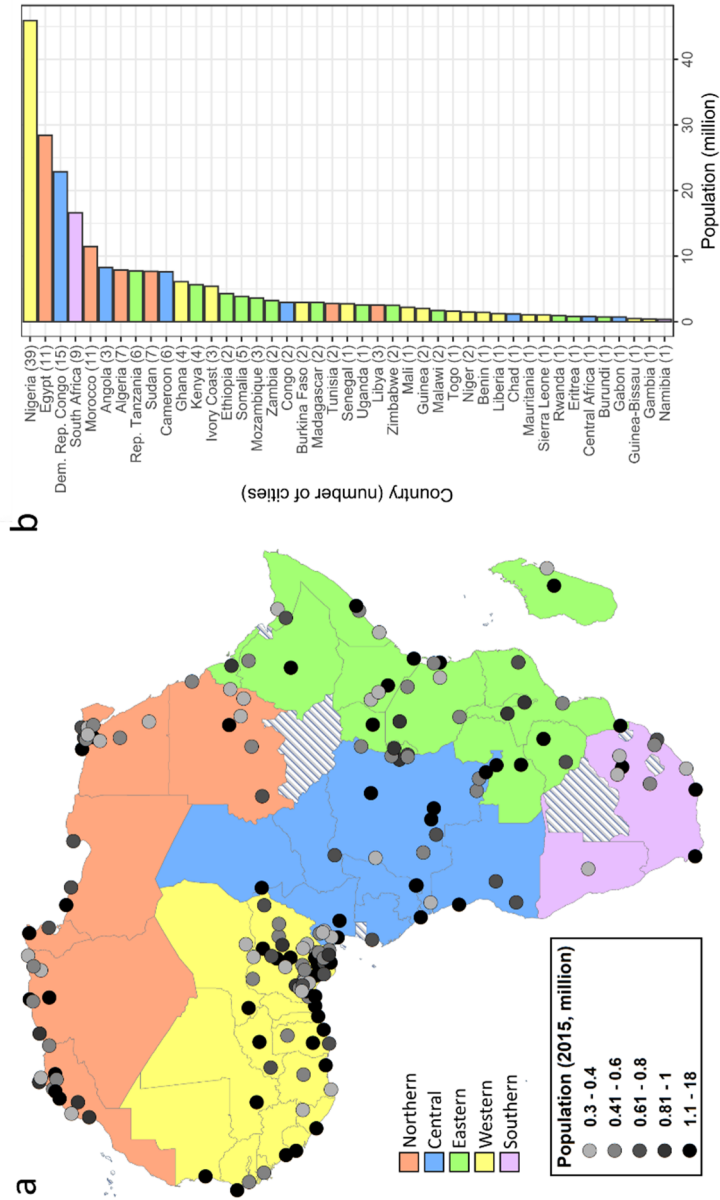 a
Northern
Central
Eastern
Western
Southern
Population (2015, million)
0.3 - 0.4
0.41 - 0.6
0.61 - 0.8
0.81 - 1
1.1 - 18
b
Country (number of cities)
Nigeria (39)
Egypt (11)
Dem. Rep. Congo (15)
South Africa (9)
Morocco (11)
Angola (3)
Algeria (7)
Rep. Tanzania (6)
Sudan (7)
Cameroon (6)
Ghana (4)
Kenya (4)
Ivory Coast (3)
Ethiopia (2)
Somalia (5)
Mozambique (3)
Zambia (2)
Congo (2)
Burkina Faso (2)
Madagascar (2)
Tunisia (2)
Senegal (1)
Uganda (1)
Libya (3)
Zimbabwe (2)
Mali (1)
Guinea (2)
Malawi (2)
Togo (1)
Niger (2)
Benin (1)
Liberia (1)
Chad (1)
Mauritania (1)
Sierra Leone (1)
Rwanda (1)
Eritrea (1)
Central Africa (1)
Burundi (1)
Gabon (1)
Guinea-Bissau (1)
Gambia (1)
Namibia (1)
0
10
20
30
40
Population (million)